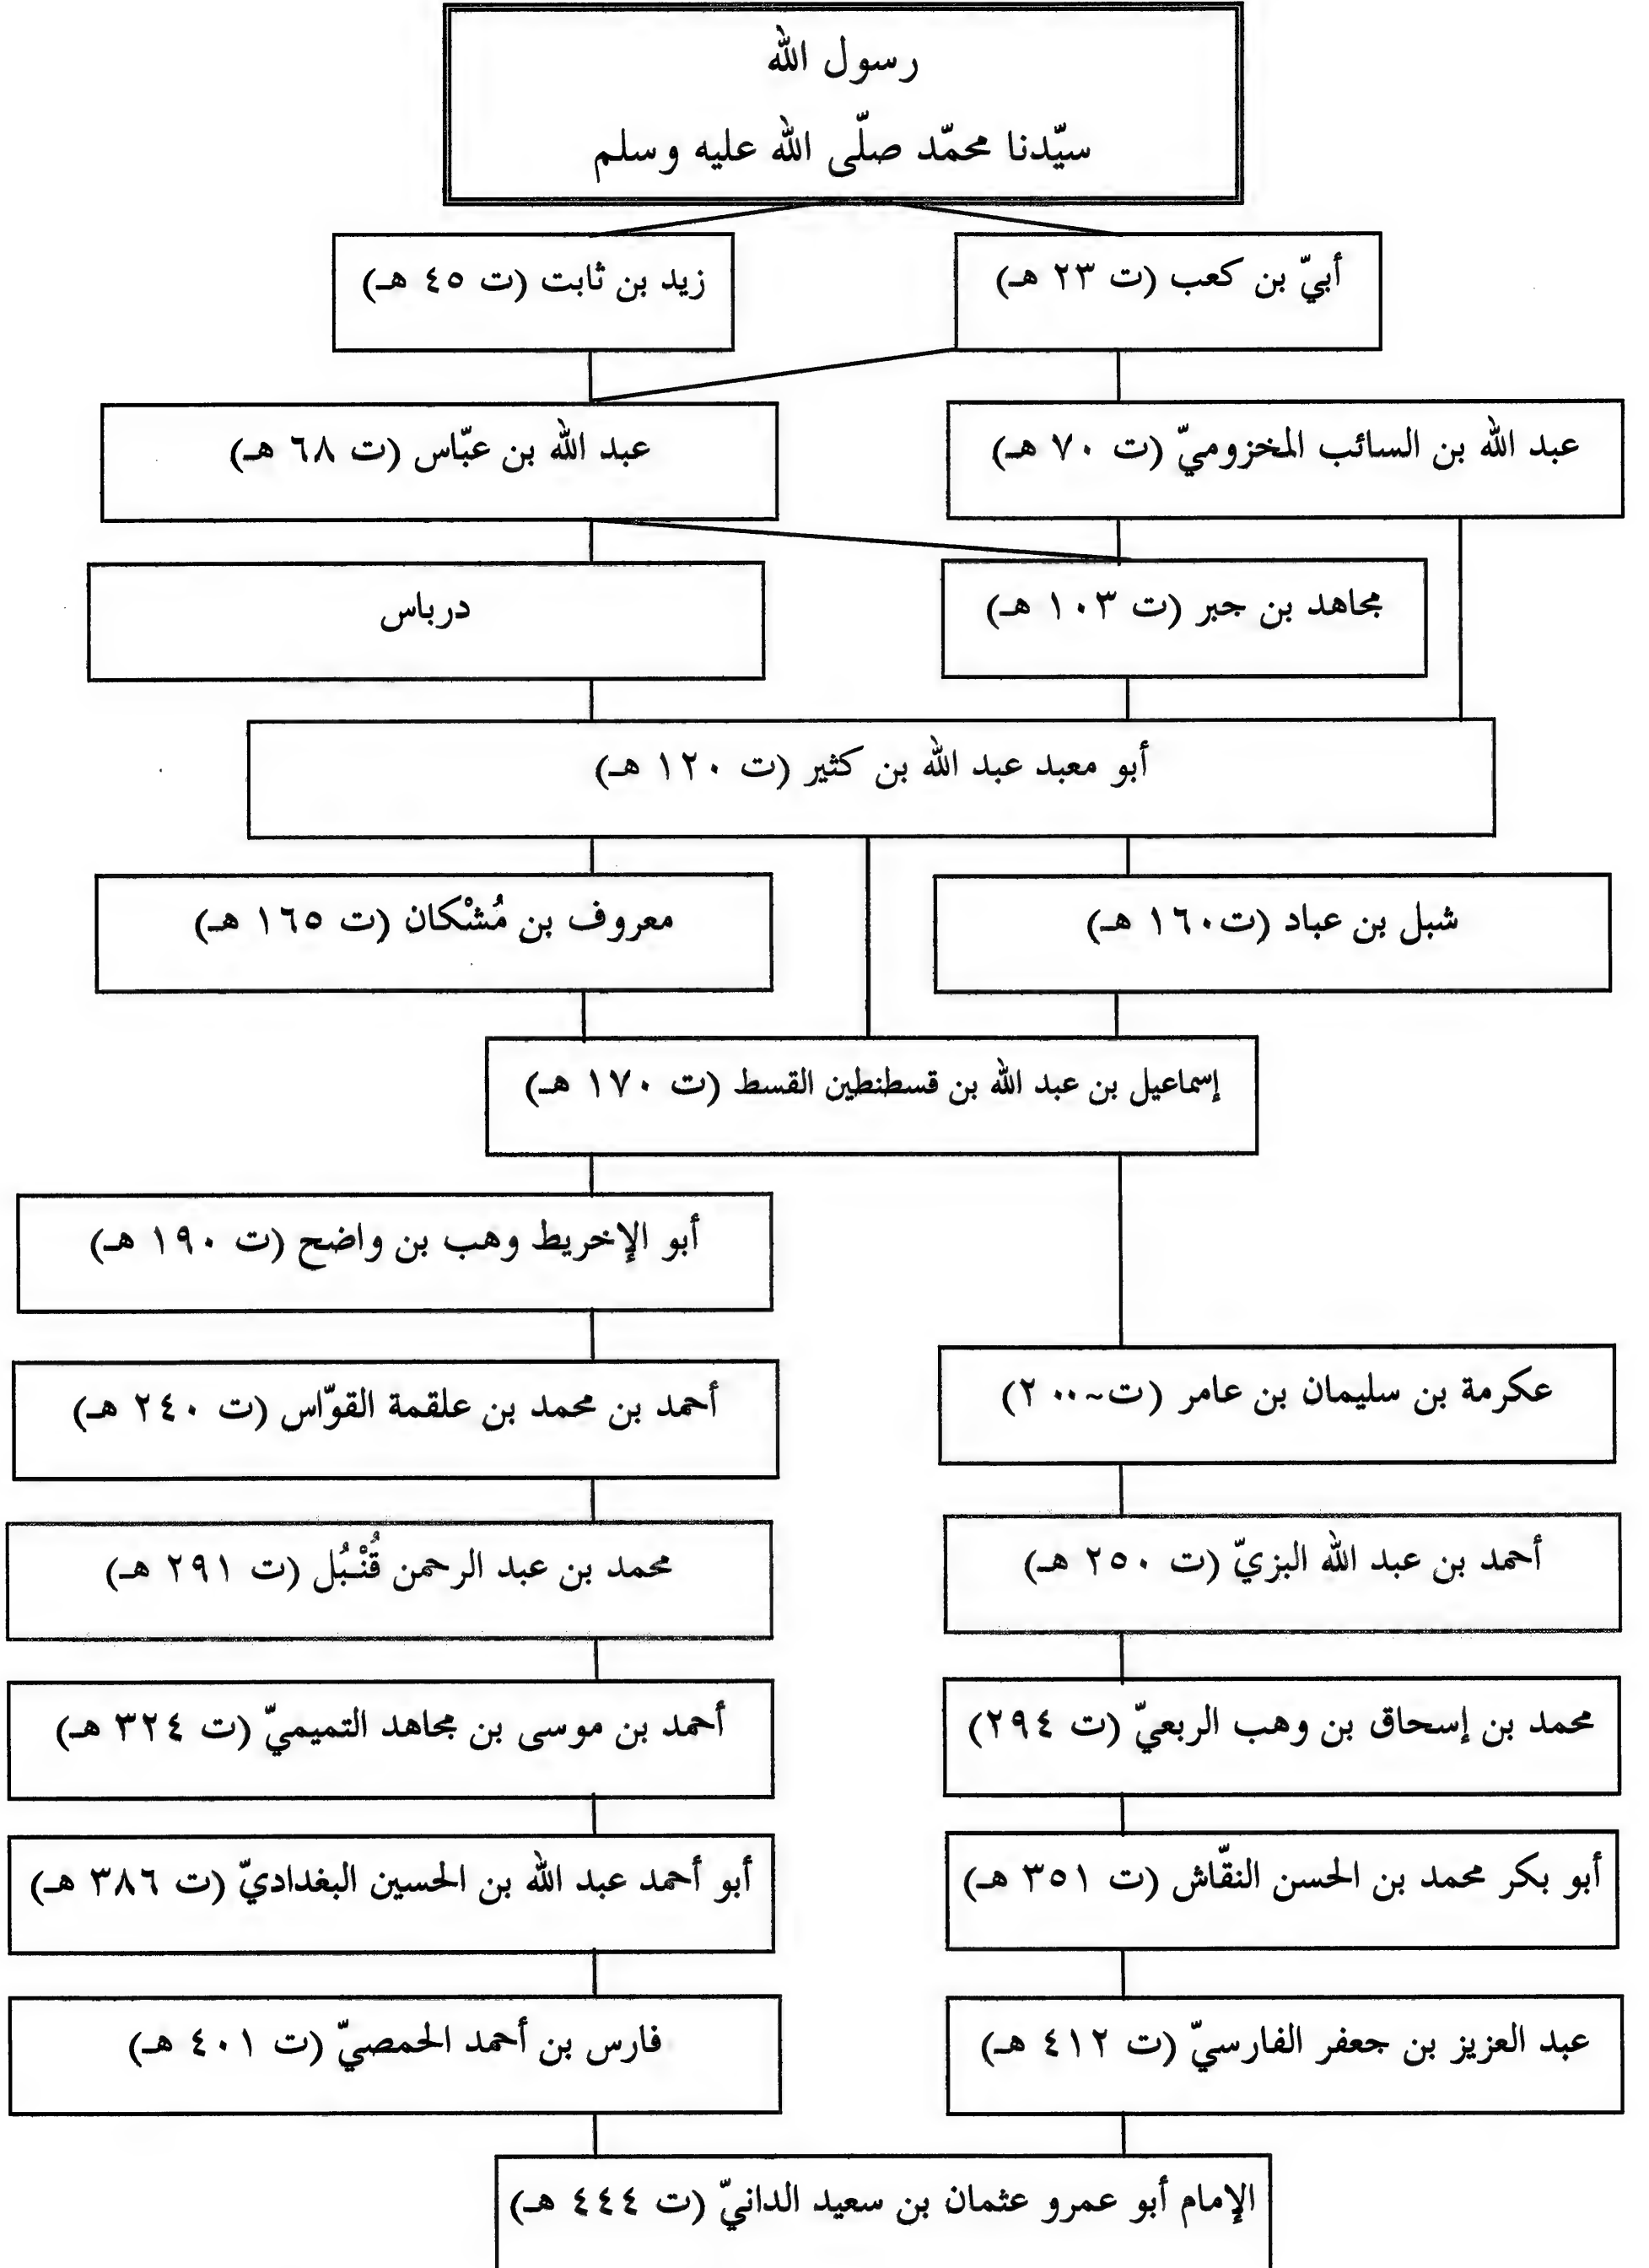 رسول الله
سيّدنا محمّد صلّى الله عليه وسلم
أبيّ بن كعب (ت ٢٣ هـ)
زيد بن ثابت (ت ٤٥ هـ)
عبد الله بن السائب المخزوميّ (ت ٧٠ هـ)
عبد الله بن عبّاس (ت ٦٨ هـ)
مجاهد بن جبر (ت ١٠٣ هـ)
درباس
أبو معبد عبد الله بن كثير (ت ١٢٠ هـ)
شبل بن عباد (ت١٦٠ هـ)
معروف بن مُشْكان (ت ١٦٥ هـ)
إسماعيل بن عبد الله بن قسطنطين القسط (ت ١٧٠ هـ)
أبو الإخريط وهب بن واضح (ت ١٩٠ هـ)
عكرمة بن سليمان بن عامر (ت~٢٠٠)
أحمد بن محمد بن علقمة القوّاس (ت ٢٤٠ هـ)
أحمد بن عبد الله البزيّ (ت ٢٥٠ هـ)
محمد بن عبد الرحمن قُنْبُل (ت ٢٩١ هـ)
محمد بن إسحاق بن وهب الربعيّ (ت ٢٩٤)
أحمد بن موسى بن مجاهد التميميّ (ت ٣٢٤ هـ)
أبو بكر محمد بن الحسن النقّاش (ت ٣٥١ هـ)
أبو أحمد عبد الله بن الحسين البغداديّ (ت ٣٨٦ هـ)
عبد العزيز بن جعفر الفارسيّ (ت ٤١٢ هـ)
فارس بن أحمد الحمصيّ (ت ٤٠١ هـ)
الإمام أبو عمرو عثمان بن سعيد الدانيّ (ت ٤٤٤ هـ)